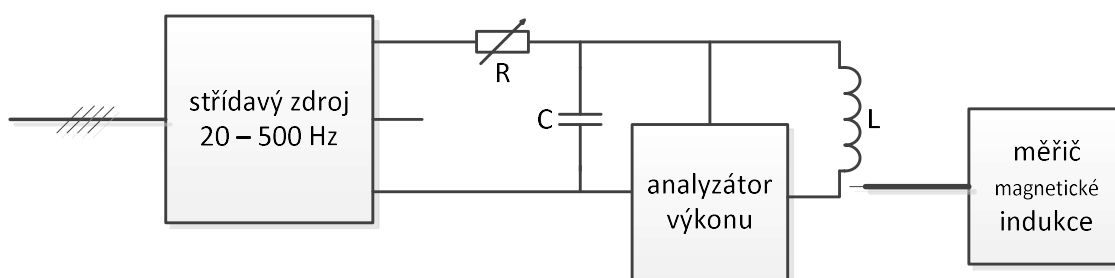 střídavý zdroj
20 – 500 Hz
R
C
L
analyzátor
výkonu
měřič
magnetické
indukce